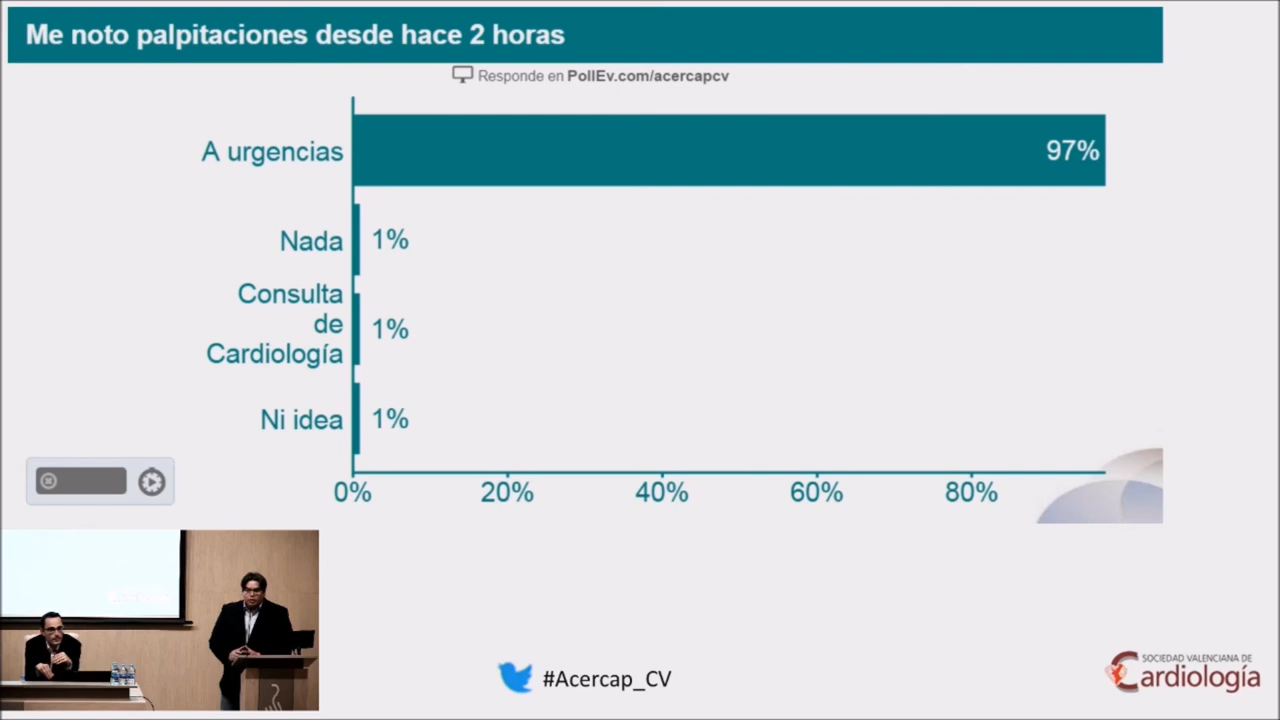 Me noto palpitaciones desde hace 2 horas
Responde en PollEv.com/acercapcv
A urgencias
97%
Nada
1%
Consulta
de
Cardiología
1%
Ni idea
1%
0% 20% 40% 60% 80%
#Acercap_CV
SOCIEDAD VALENCIANA DE
Cardiología